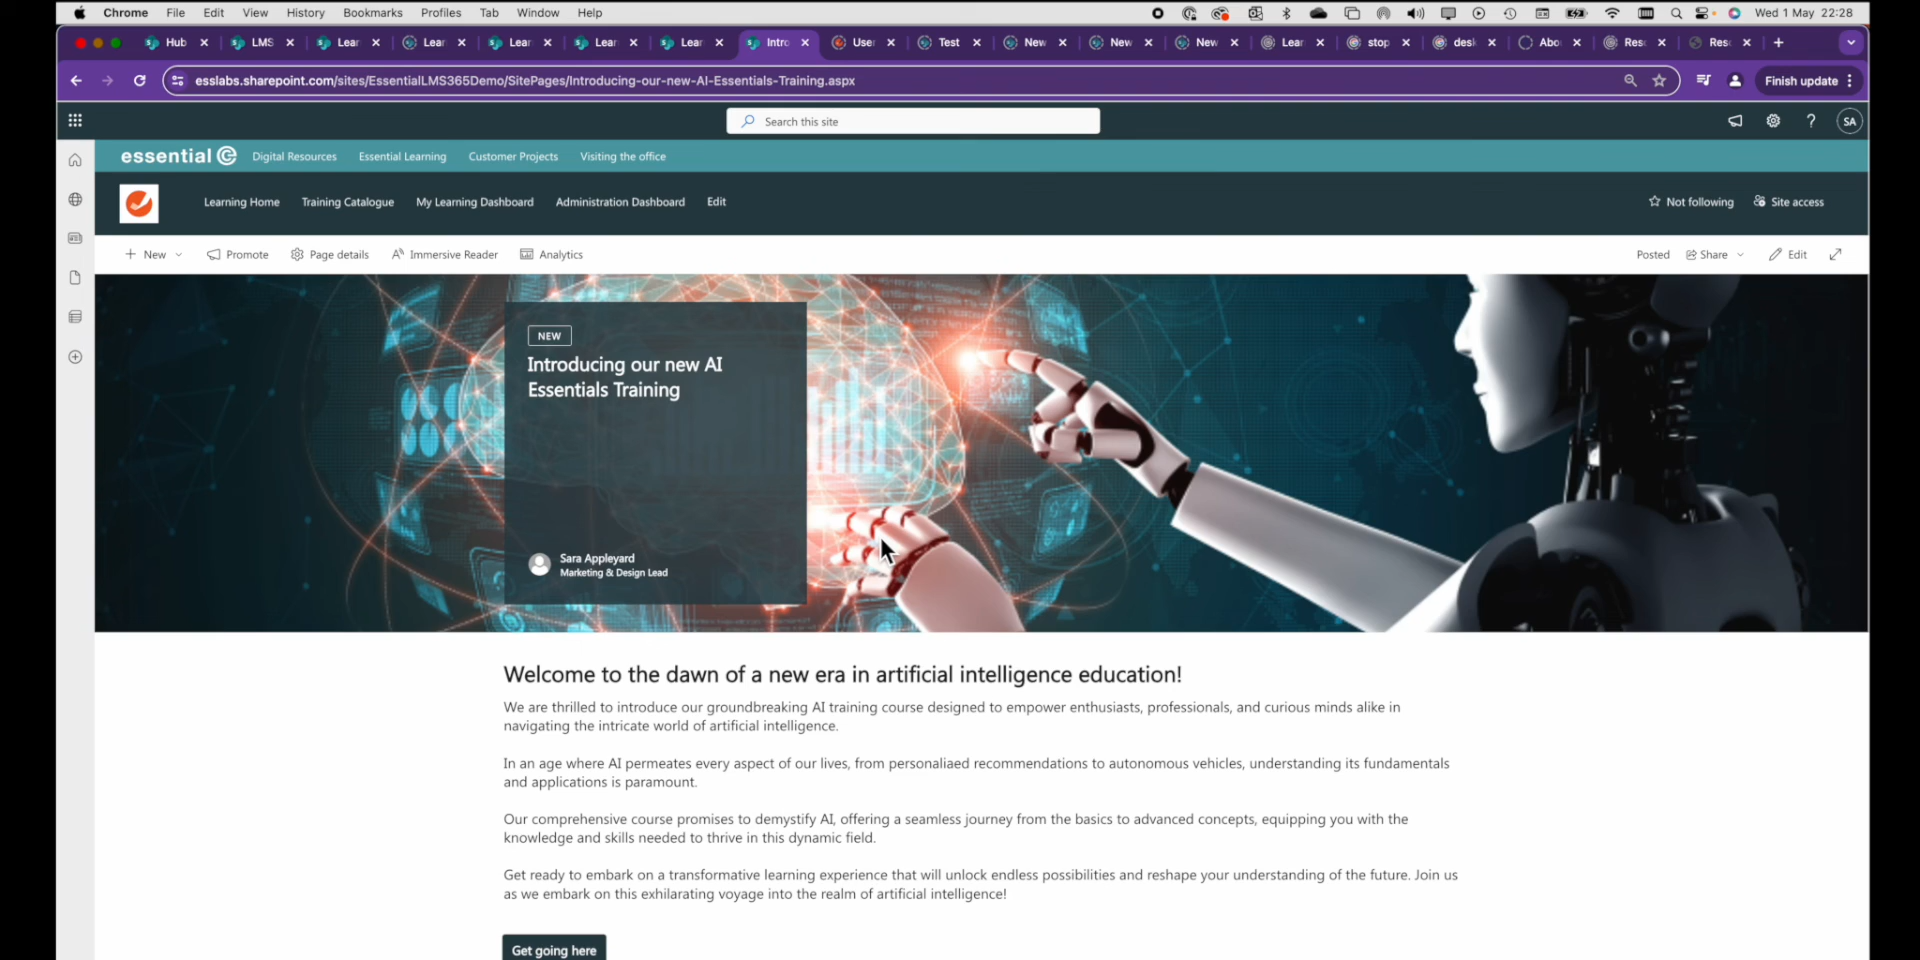 Chrome File Edit View History Bookmarks Profiles Tab Window Help Wed 1 May 22:28
Hub LMS Lear Lear Lear Lear Lear Intro User Test New New New Lear stop desk Abo Reso Reso
esslabs.sharepoint.com/sites/EssentialLMS365Demo/SitePages/Introducing-our-new-AI-Essentials-Training.aspx Finish update
Search this site SA
essential Digital Resources Essential Learning Customer Projects Visiting the office
Learning Home Training Catalogue My Learning Dashboard Administration Dashboard Edit Not following Site access
New Promote Page details Immersive Reader Analytics Posted Share Edit
NEW
Introducing our new AI
Essentials Training
Sara Appleyard
Marketing & Design Lead
Welcome to the dawn of a new era in artificial intelligence education!
We are thrilled to introduce our groundbreaking AI training course designed to empower enthusiasts, professionals, and curious minds alike in
navigating the intricate world of artificial intelligence.
In an age where AI permeates every aspect of our lives, from personaliaed recommendations to autonomous vehicles, understanding its fundamentals
and applications is paramount.
Our comprehensive course promises to demystify AI, offering a seamless journey from the basics to advanced concepts, equipping you with the
knowledge and skills needed to thrive in this dynamic field.
Get ready to embark on a transformative learning experience that will unlock endless possibilities and reshape your understanding of the future. Join us
as we embark on this exhilarating voyage into the realm of artificial intelligence!
Get going here